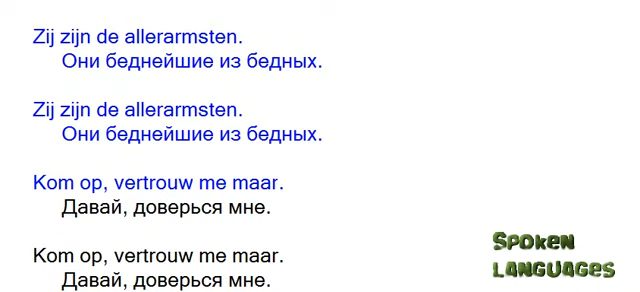 Zij zijn de allerarmsten.
Они беднейшие из бедных.
Zij zijn de allerarmsten.
Они беднейшие из бедных.
Kom op, vertrouw me maar.
Давай, доверься мне.
Kom op, vertrouw me maar.
Давай, доверься мне.
SPOKEN
LANGUAGES